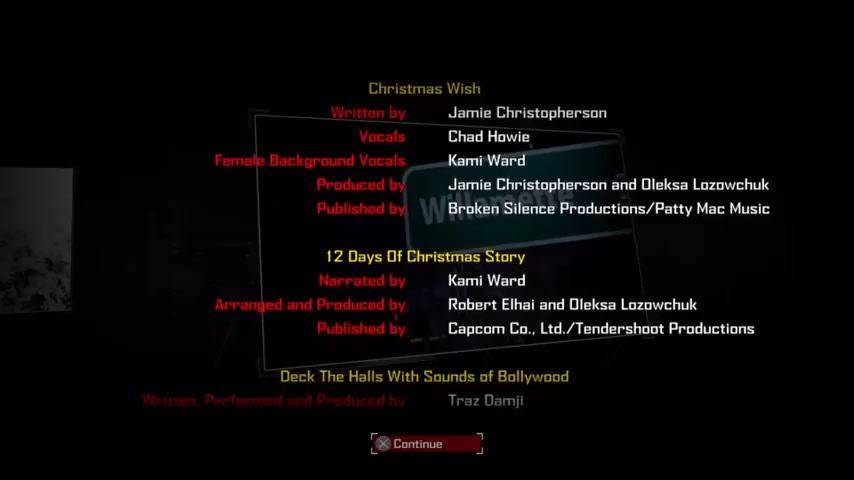 Christmas Wish
Written by Jamie Christopherson
Vocals Chad Howie
Female Background Vocals Kami Ward
Produced by Jamie Christopherson and Oleksa Lozowchuk
Published by Broken Silence Productions/Patty Mac Music
Willamette
12 Days Of Christmas Story
Narrated by Kami Ward
Arranged and Produced by Robert Elhai and Oleksa Lozowchuk
Published by Capcom Co., Ltd./Tendershoot Productions
Deck The Halls With Sounds of Bollywood
Written, Performed and Produced by Traz Damji
Continue